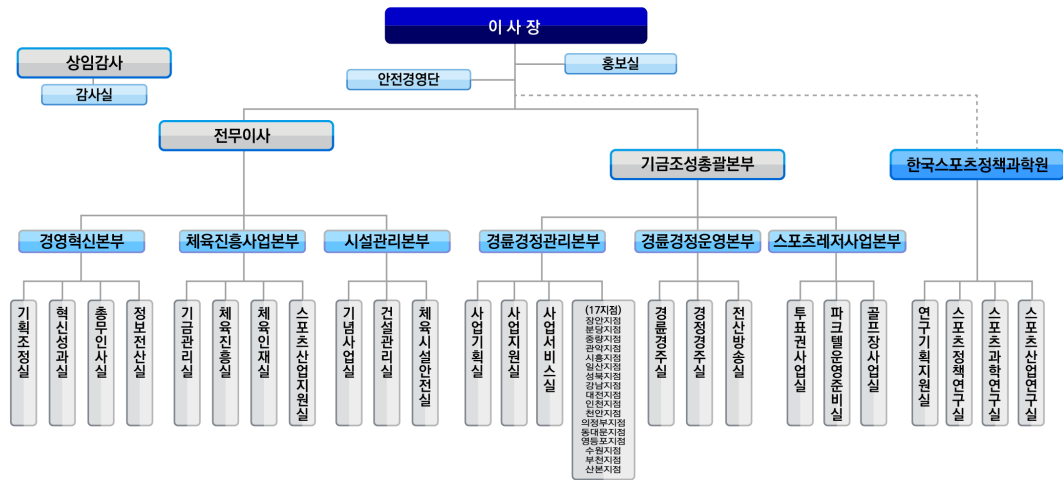 이 사 장
상임감사
감사실
안전경영단
홍보실
전무이사
기금조성총괄본부
한국스포츠정책과학원
경영혁신본부
체육진흥사업본부
시설관리본부
경륜경정관리본부
경륜경정운영본부
스포츠레저사업본부
기획조정실
혁신성과실
총무인사실
정보전산실
기금관리실
체육진흥실
체육인재실
스포츠산업지원실
기념사업실
건설관리실
체육시설안전실
사업기획실
사업지원실
사업서비스실
(17지점)
장안지점
분당지점
중랑지점
관악지점
시흥지점
일산지점
성북지점
강남지점
대전지점
인천지점
천안지점
의정부지점
동대문지점
영등포지점
수원지점
부천지점
산본지점
경륜경주실
경정경주실
전산방송실
투표권사업실
파크텔운영준비실
골프장사업실
연구기획지원실
스포츠정책연구실
스포츠과학연구실
스포츠산업연구실